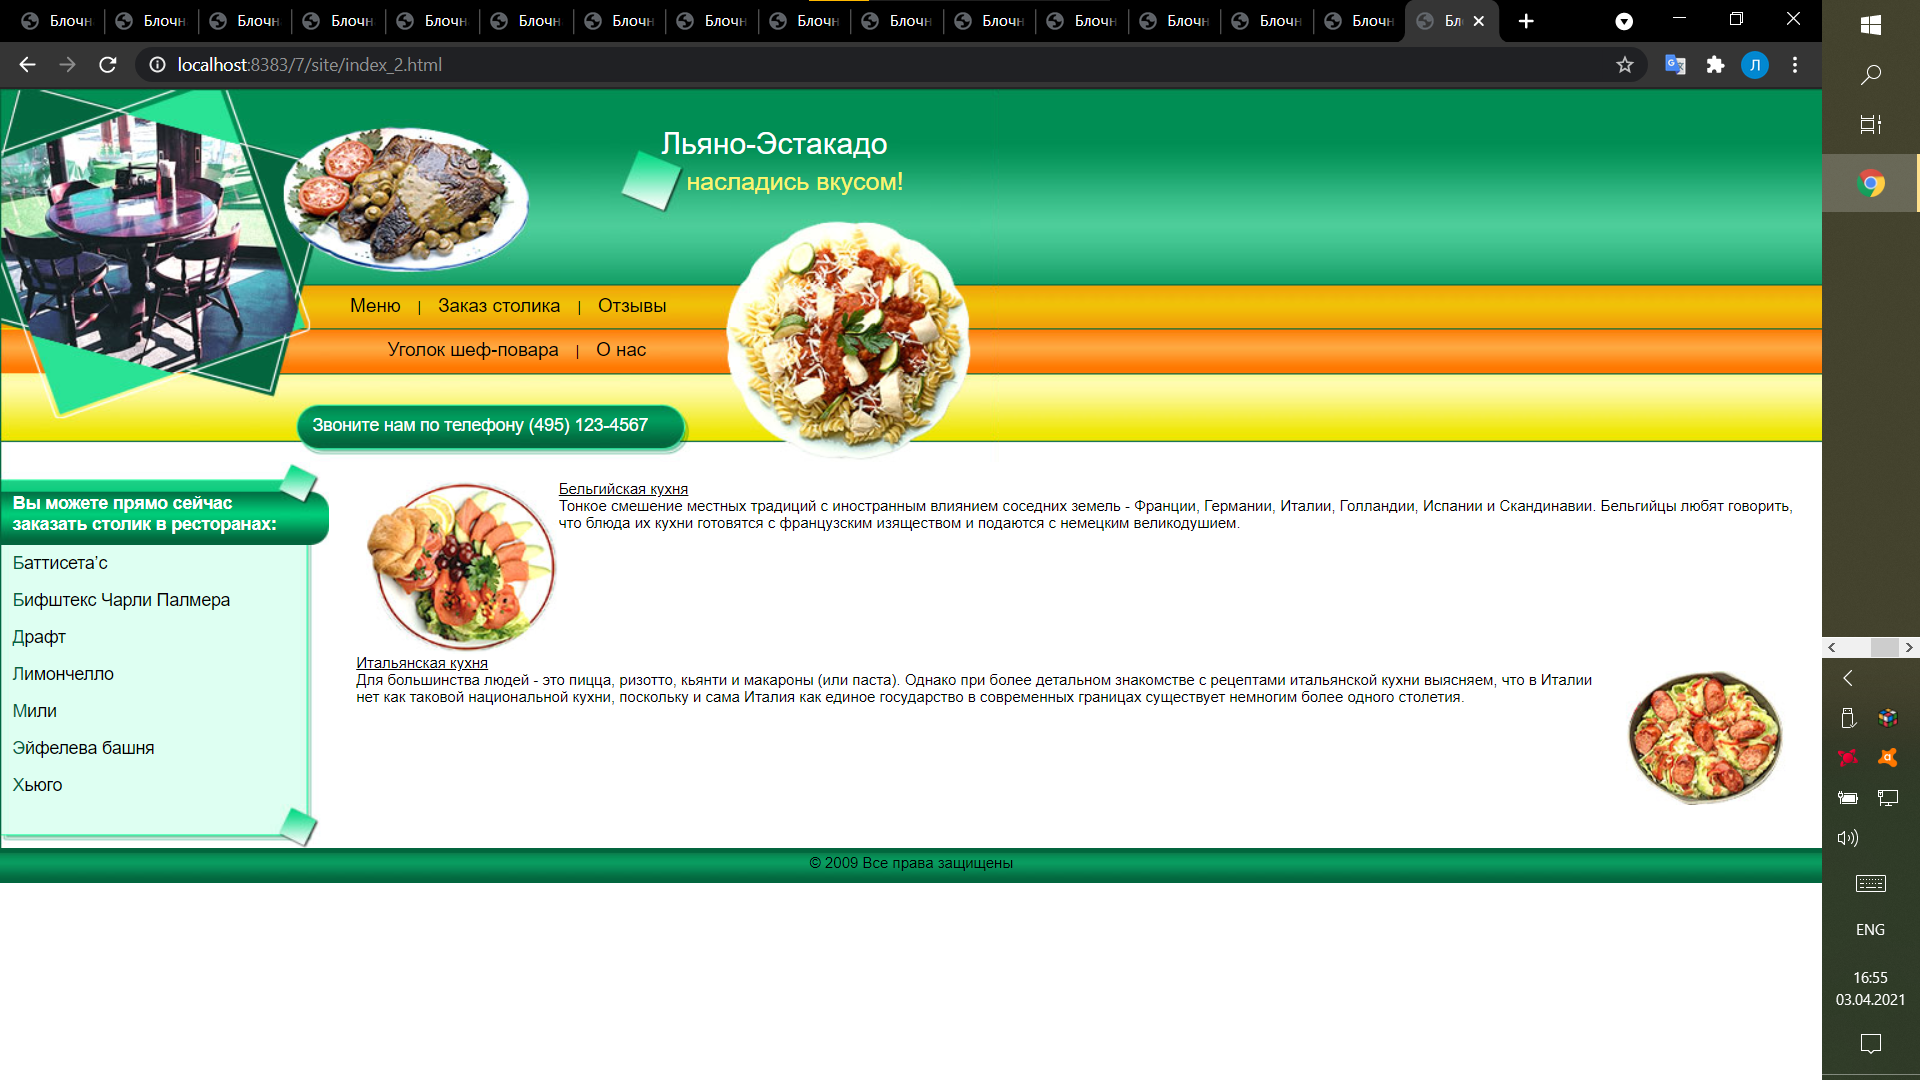 Блочн Блочн Блочн Блочн Блочн Блочн Блочн Блочн Блочн Блочн Блочн Блочн Блочн Блочн Блочн Бл
localhost:8383/7/site/index_2.html
Л
Льяно-Эстакадо
насладись вкусом!
Меню | Заказ столика | Отзывы
Уголок шеф-повара | О нас
Звоните нам по телефону (495) 123-4567
Вы можете прямо сейчас
заказать столик в ресторанах:
Баттисета’с
Бифштекс Чарли Палмера
Драфт
Лимончелло
Мили
Эйфелева башня
Хьюго
Бельгийская кухня
Тонкое смешение местных традиций с иностранным влиянием соседних земель - Франции, Германии, Италии, Голландии, Испании и Скандинавии. Бельгийцы любят говорить,
что блюда их кухни готовятся с французским изяществом и подаются с немецким великодушием.
Итальянская кухня
Для большинства людей - это пицца, ризотто, кьянти и макароны (или паста). Однако при более детальном знакомстве с рецептами итальянской кухни выясняем, что в Италии
нет как таковой национальной кухни, поскольку и сама Италия как единое государство в современных границах существует немногим более одного столетия.
© 2009 Все права защищены
ENG
16:55
03.04.2021